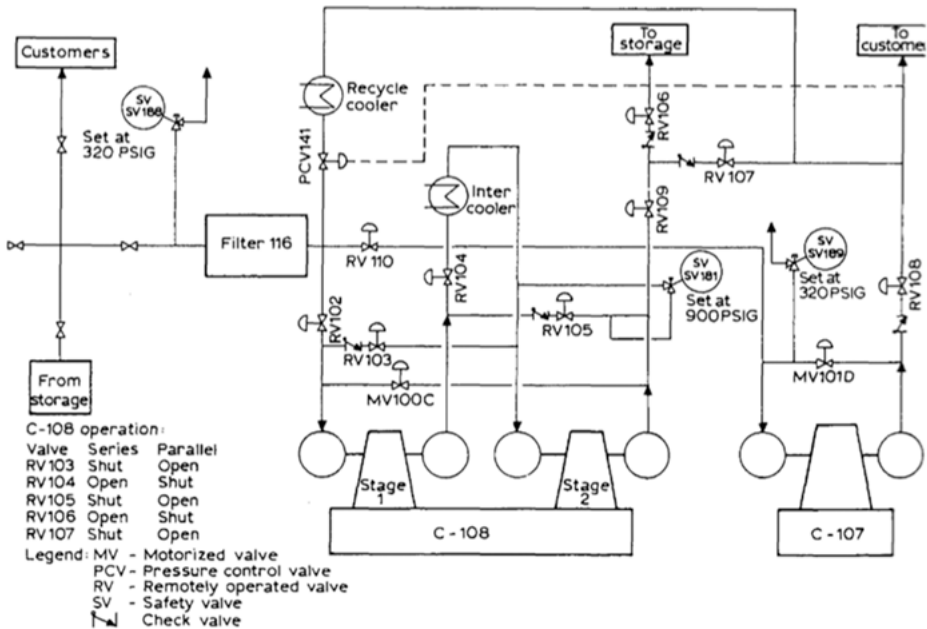 Customers
SV
SV188
Set at
320 PSIG
Recycle
cooler
PCV141
To
storage
To
custome
RV106
RV107
Inter
cooler
RV109
Filter 116
RV 110
RV104
SV
SV181
Set at
900PSIG
SV
SV189
Set at
320PSIG
RV108
RV102
RV103
RV105
MV100C
MV101D
From
storage
Stage
1
Stage
2
C-108
C-107
C-108 operation:
Valve Series Parallel
RV103 Shut Open
RV104 Open Shut
RV105 Shut Open
RV106 Open Shut
RV107 Shut Open
Legend: MV - Motorized valve
PCV - Pressure control valve
RV - Remotely operated valve
SV - Safety valve
Check valve